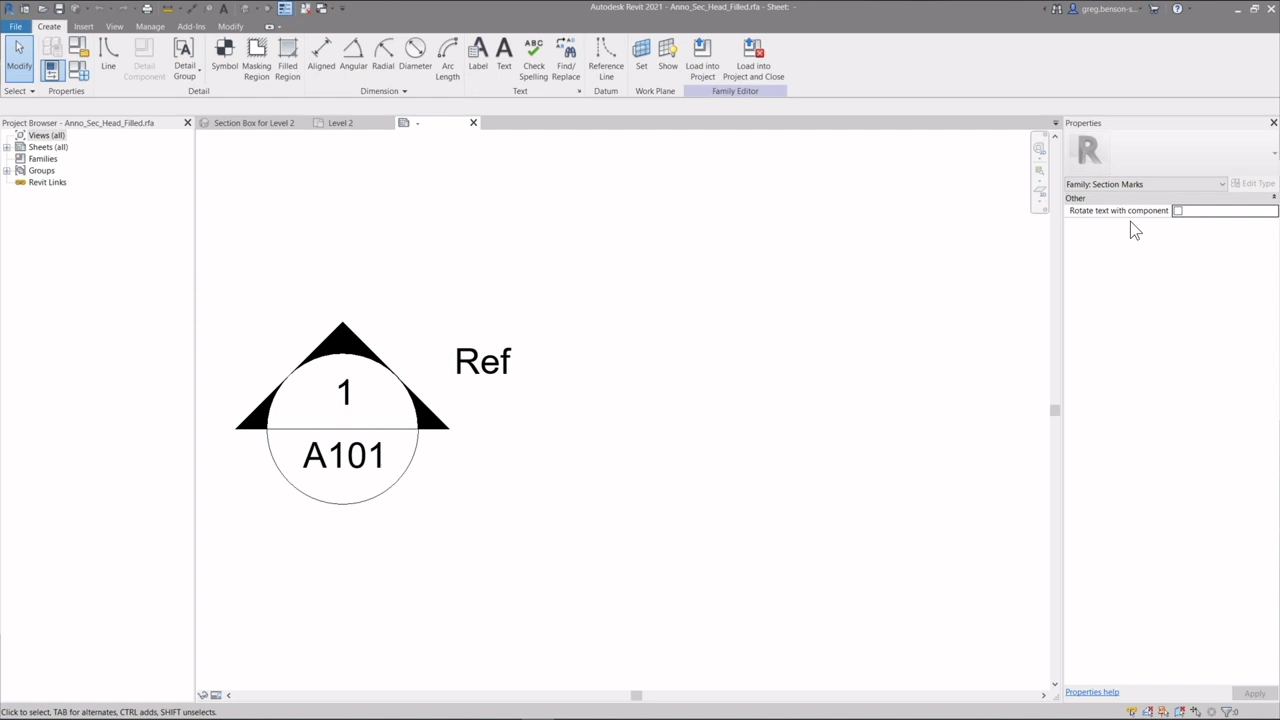 Autodesk Revit 2021 - Anno_Sec_Head_Filled.rfa - Sheet: -
greg.benson-s...
File Create Insert View Manage Add-Ins Modify
Modify
Line
Detail Component
Detail Group
Symbol
Masking Region
Filled Region
Aligned
Angular
Radial
Diameter
Arc Length
Label
Text
Check Spelling
Find/ Replace
Reference Line
Set
Show
Load into Project
Load into Project and Close
Select Properties Detail Dimension Text Datum Work Plane Family Editor
Project Browser - Anno_Sec_Head_Filled.rfa
Section Box for Level 2
Level 2
-
Properties
Views (all)
Sheets (all)
Families
Groups
Revit Links
R
Family: Section Marks
Edit Type
Other
Rotate text with component
Ref
1
A101
Properties help
Apply
Click to select, TAB for alternates, CTRL adds, SHIFT unselects.
:0